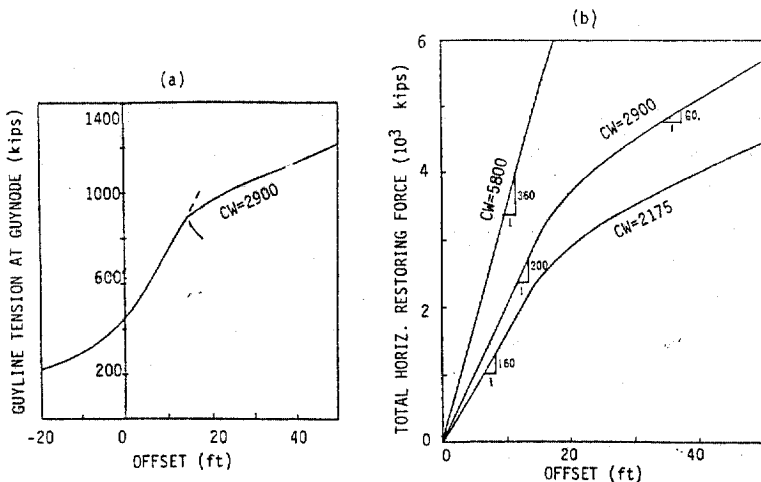 (a)
GUYLINE TENSION AT GUYNODE (kips)
1400
1000
600
200
CW=2900
-20 0 20 40
OFFSET (ft)
(b)
TOTAL HORIZ. RESTORING FORCE (10³ kips)
6
4
2
0
CW=5800
CW=2900
CW=2175
360
1
60.
1
200
1
160
1
0 20 40
OFFSET (ft)